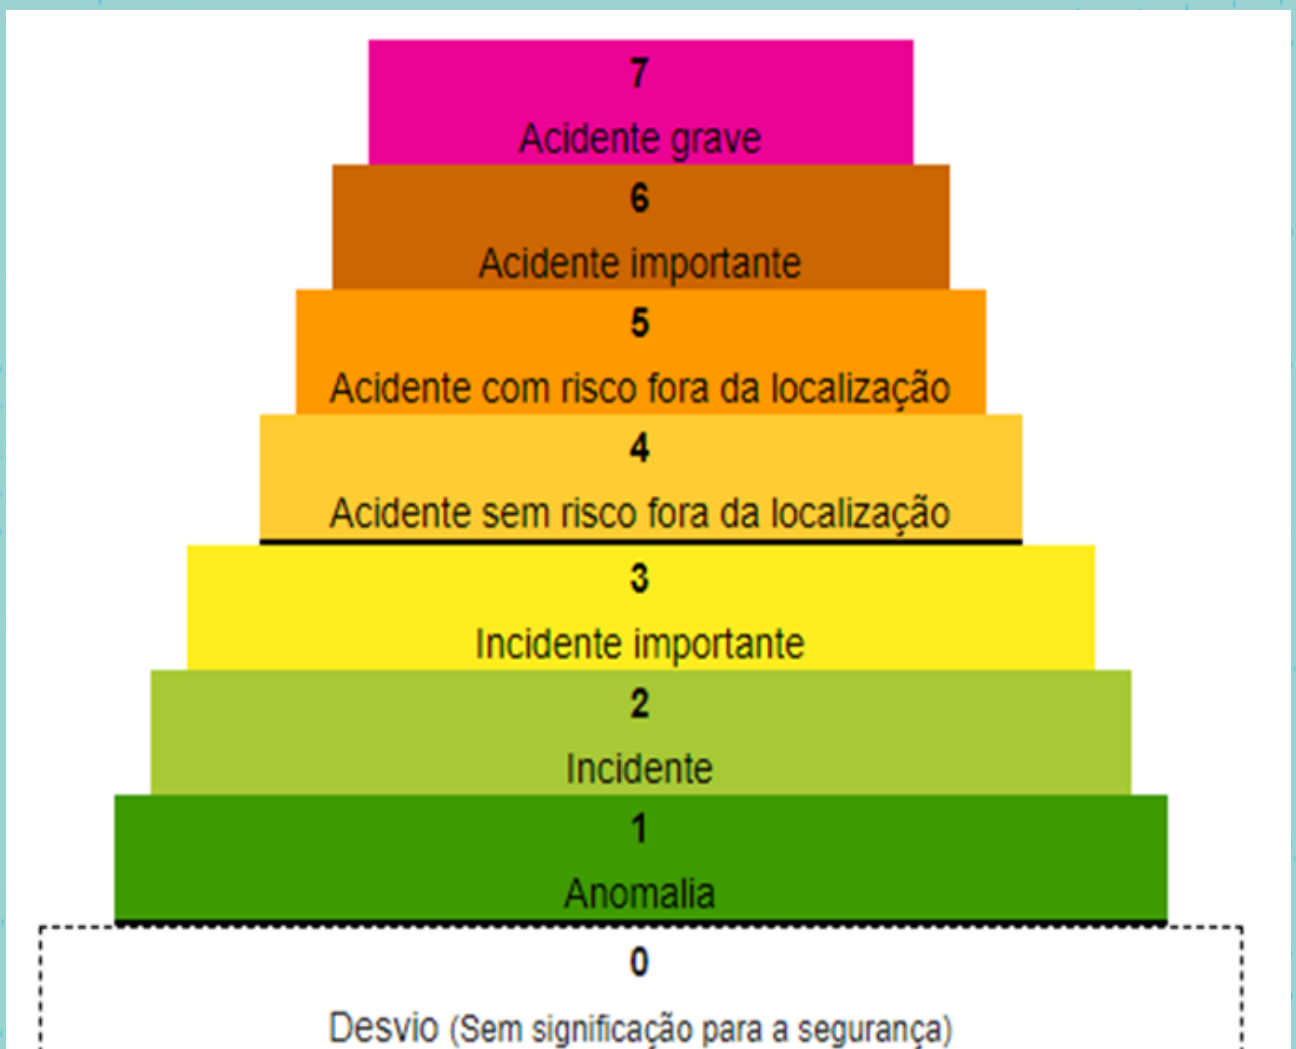 7
Acidente grave
6
Acidente importante
5
Acidente com risco fora da localização
4
Acidente sem risco fora da localização
3
Incidente importante
2
Incidente
1
Anomalia
0
Desvio (Sem significação para a segurança)